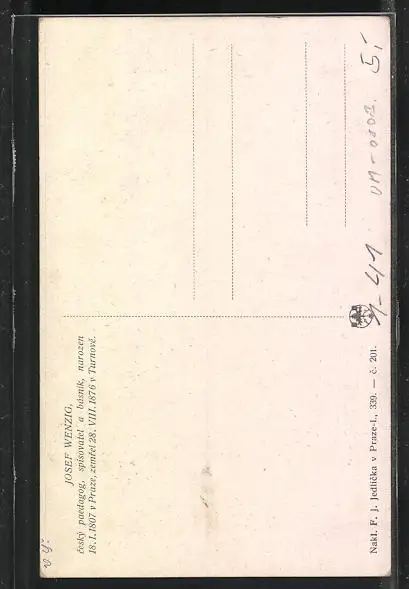 JOSEF WENZIG,
český paedagog, spisovatel a básník, narozen
18. I. 1807 v Praze, zemřel 28. VIII. 1876 v Turnově.
Nakl. F. J. Jedlička v Praze-I., 339. — č. 201.